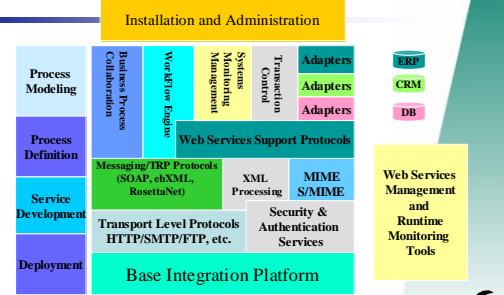 Installation and Administration
Process
Modeling
Process
Definition
Service
Development
Deployment
Business Process
Collaboration
WorkFlow Engine
Systems
Monitoring
Management
Transaction
Control
Adapters
Adapters
Adapters
Web Services Support Protocols
Messaging/TRP Protocols
(SOAP, ebXML,
RosettaNet)
XML
Processing
MIME
S/MIME
Transport Level Protocols
HTTP/SMTP/FTP, etc.
Security &
Authentication
Services
Base Integration Platform
ERP
CRM
DB
Web Services
Management
and
Runtime
Monitoring
Tools